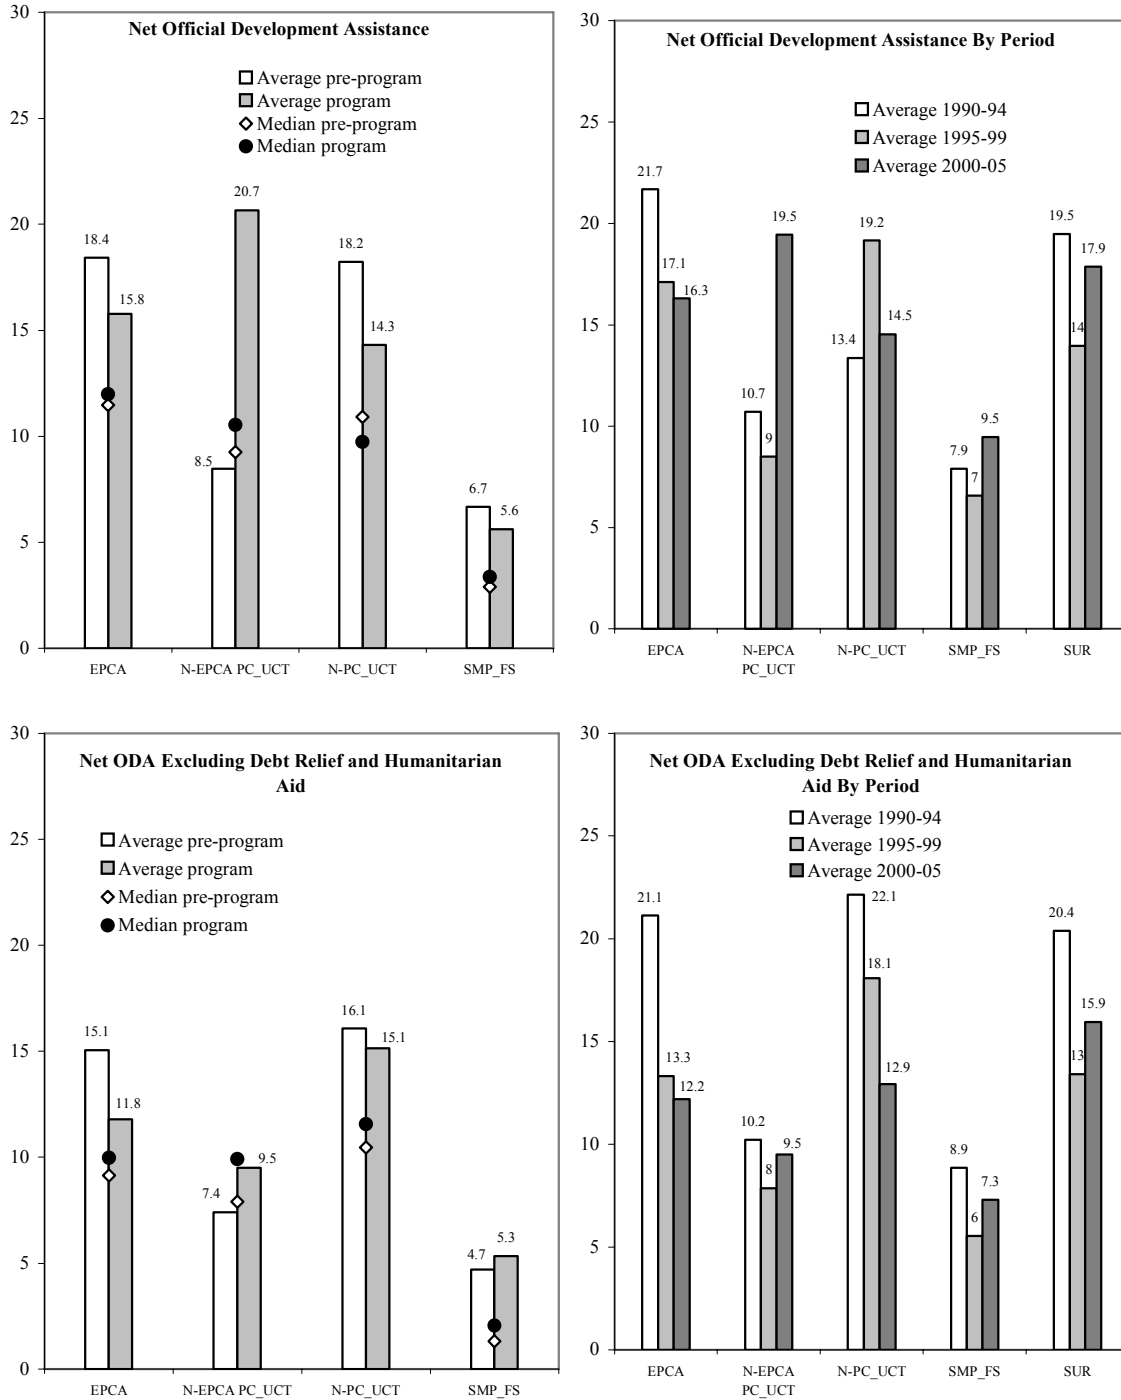 Net Official Development Assistance
Average pre-program
Average program
Median pre-program
Median program
30
25
20
15
10
5
0
18.4
15.8
8.5
20.7
18.2
14.3
6.7
5.6
EPCA
N-EPCA PC_UCT
N-PC_UCT
SMP_FS
Net Official Development Assistance By Period
Average 1990-94
Average 1995-99
Average 2000-05
30
25
20
15
10
5
0
21.7
17.1
16.3
10.7
9
19.5
13.4
19.2
14.5
7.9
7
9.5
19.5
14
17.9
EPCA
N-EPCA
PC_UCT
N-PC_UCT
SMP_FS
SUR
Net ODA Excluding Debt Relief and Humanitarian
Aid
Average pre-program
Average program
Median pre-program
Median program
30
25
20
15
10
5
0
15.1
11.8
7.4
9.5
16.1
15.1
4.7
5.3
EPCA
N-EPCA PC_UCT
N-PC_UCT
SMP_FS
Net ODA Excluding Debt Relief and Humanitarian
Aid By Period
Average 1990-94
Average 1995-99
Average 2000-05
30
25
20
15
10
5
0
21.1
13.3
12.2
10.2
8
9.5
22.1
18.1
12.9
8.9
6
7.3
20.4
13
15.9
EPCA
N-EPCA
PC_UCT
N-PC_UCT
SMP_FS
SUR